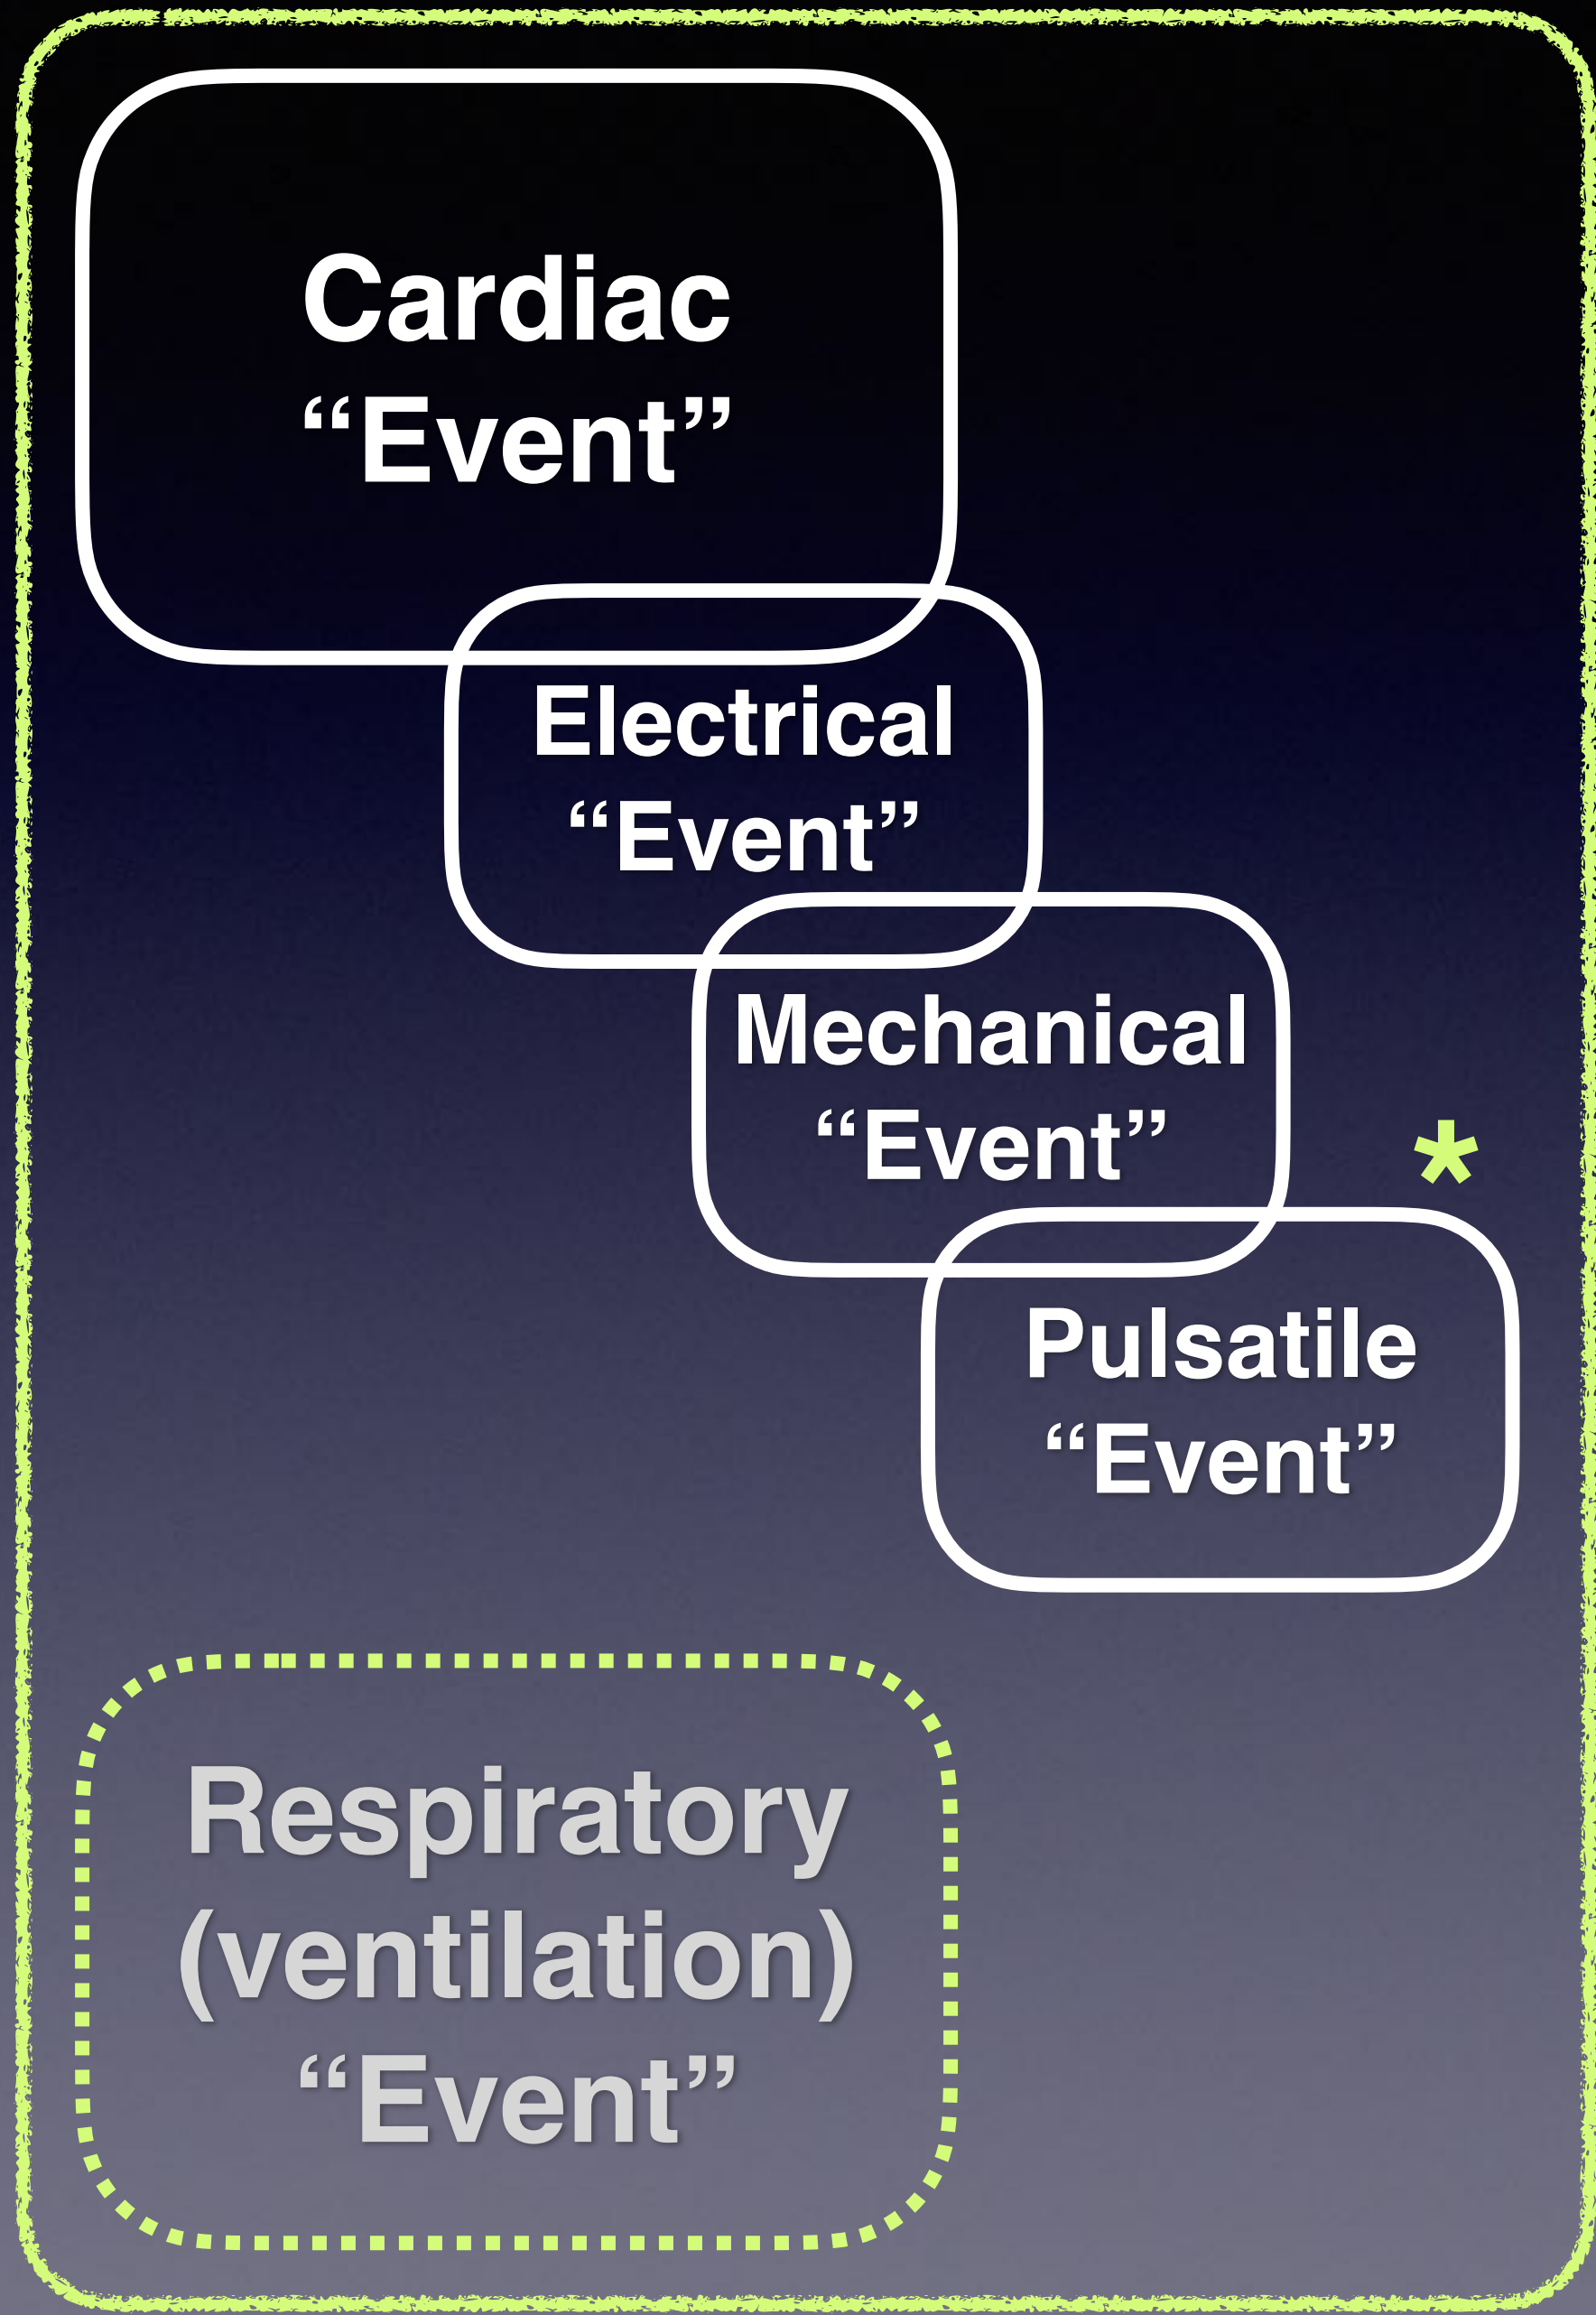 Cardiac
“Event”
Electrical
“Event”
Mechanical
“Event”
*
Pulsatile
“Event”
Respiratory
(ventilation)
“Event”